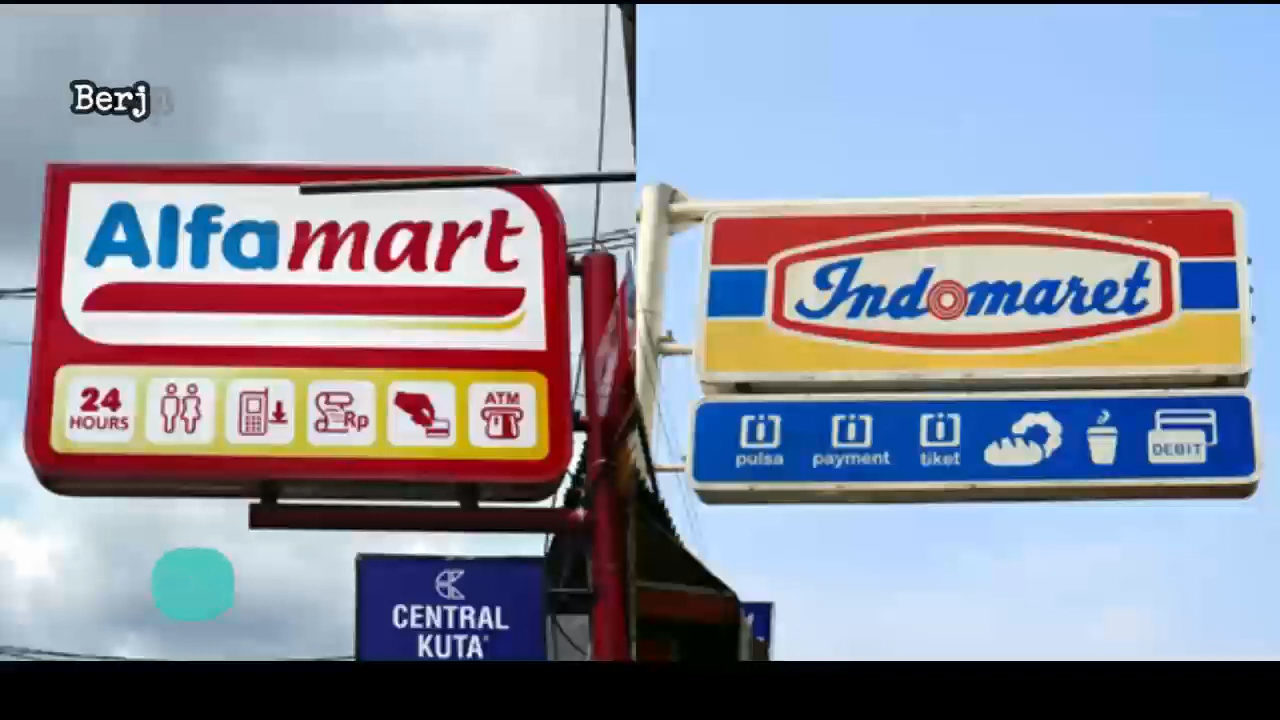 Berj
Alfamart
24
HOURS
Rp
ATM
CENTRAL
KUTA
Indomaret
pulsa
payment
tiket
DEBIT